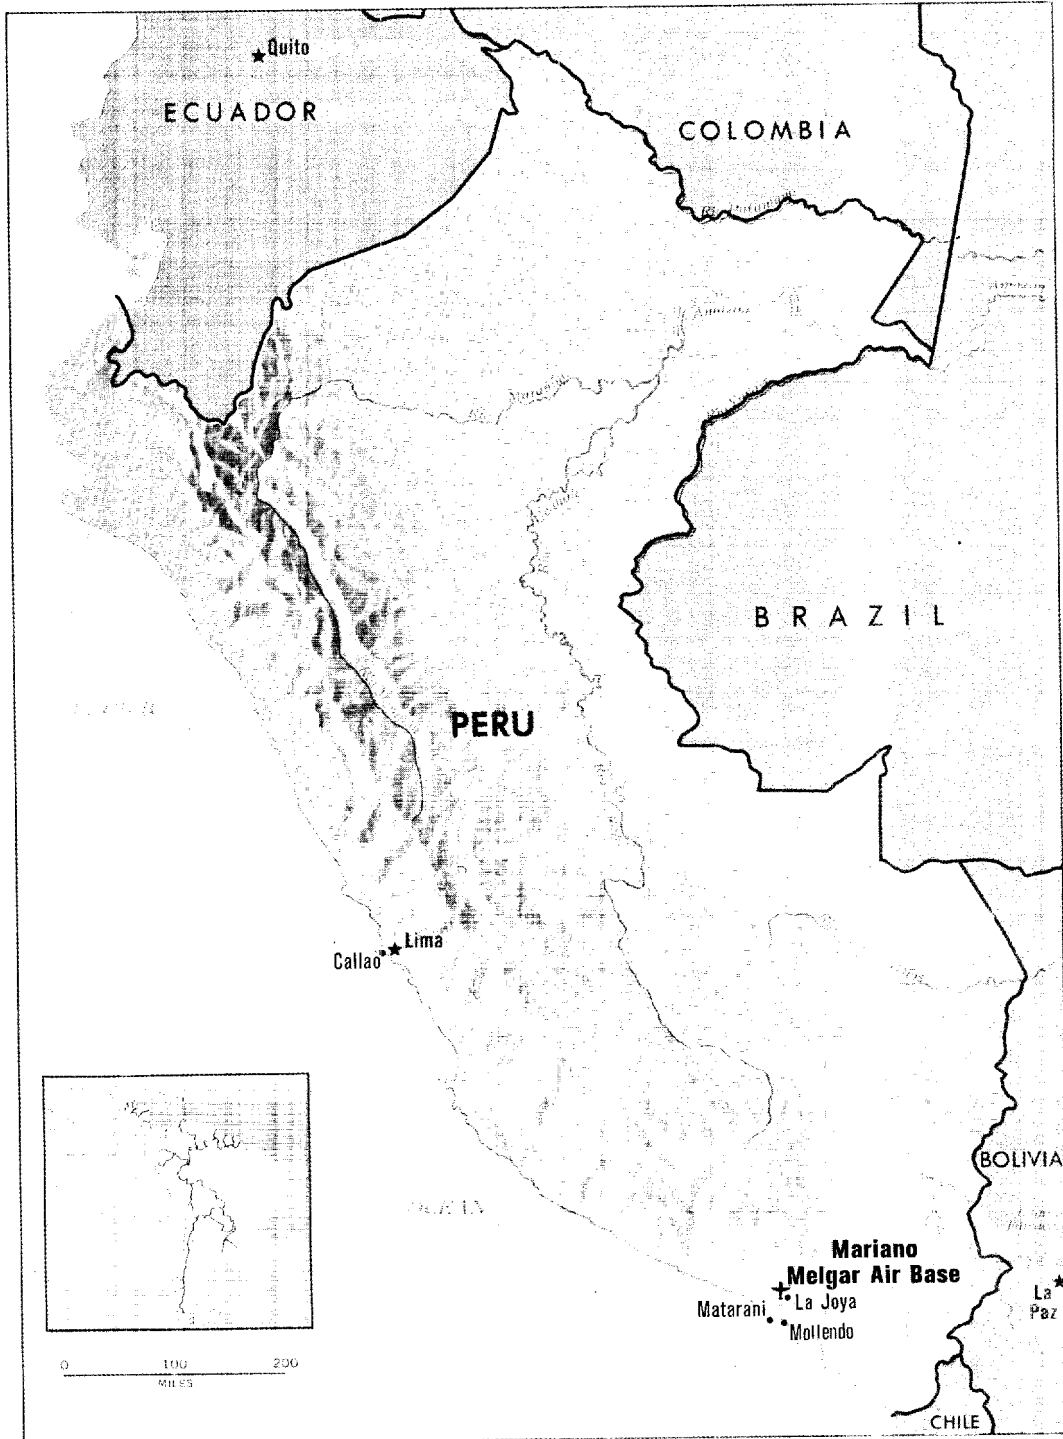 Quito
ECUADOR
COLOMBIA
BRAZIL
PERU
Lima
Callao
BOLIVIA
Mariano
Melgar Air Base
La Joya
Matarani
Mollendo
La
Paz
0 100 200
MILES
CHILE